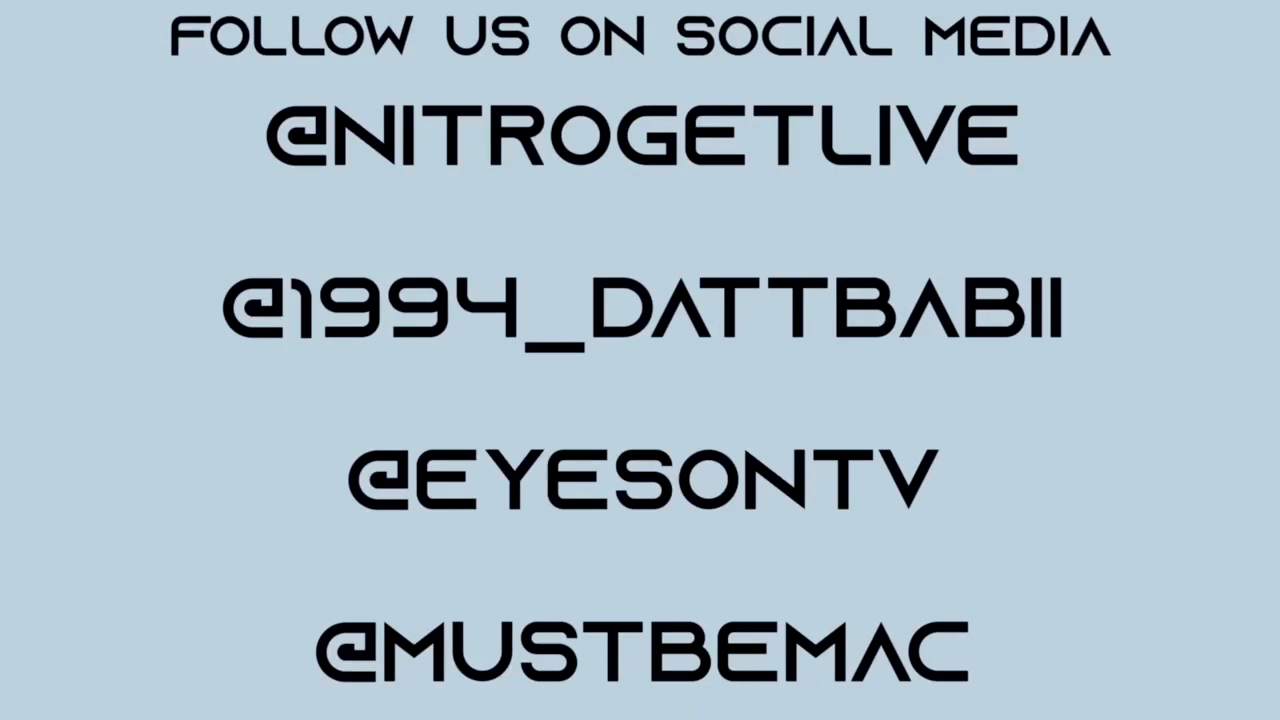 FOLLOW US ON SOCIAL MEDIA
@NITROGETLIVE
@1994_DATTBABII
@EYESONTV
@MUSTBEMAC